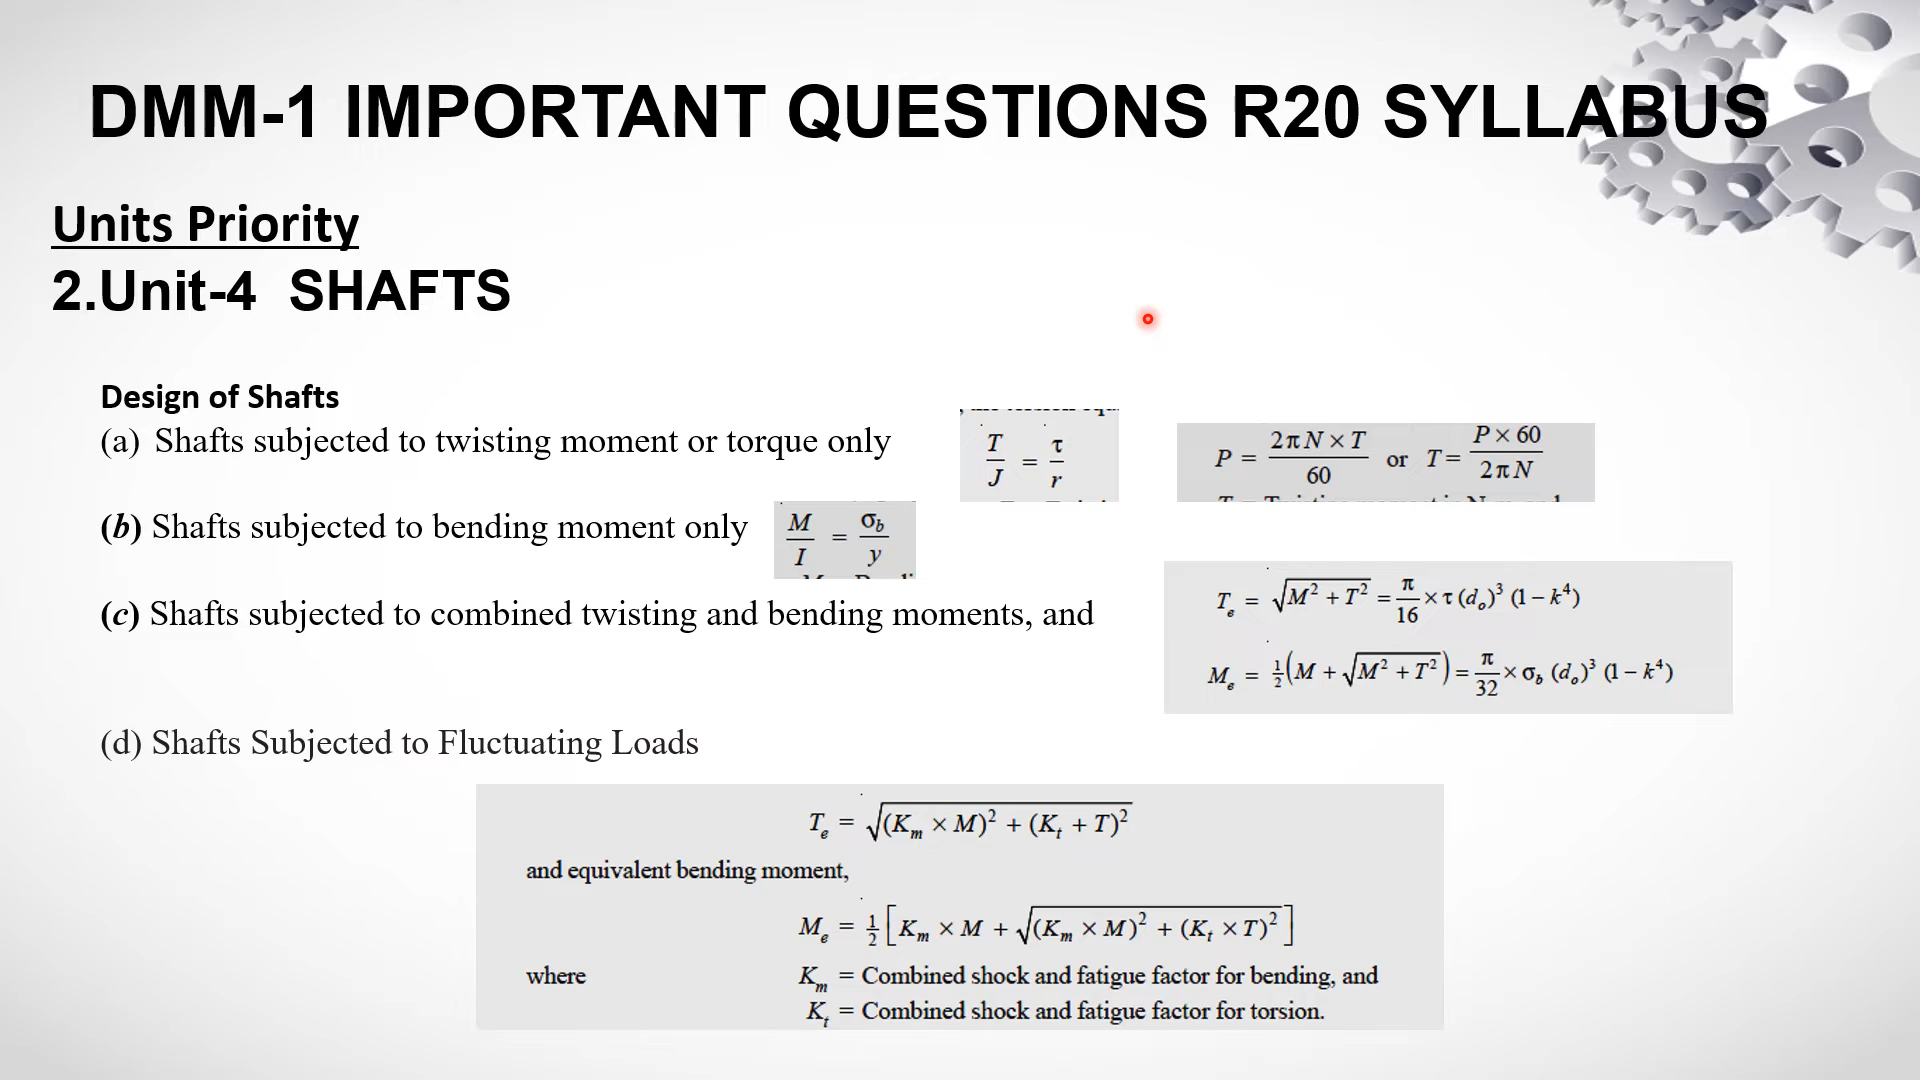 DMM-1 IMPORTANT QUESTIONS R20 SYLLABUS
Units Priority
2.Unit-4 SHAFTS
Design of Shafts
(a) Shafts subjected to twisting moment or torque only
T/J = τ/r
P = 2πN × T / 60 or T = P × 60 / 2πN
(b) Shafts subjected to bending moment only
M/I = σb/y
(c) Shafts subjected to combined twisting and bending moments, and
Te = √(M² + T²) = π/16 × τ (do)³ (1 – k⁴)
Me = ½(M + √(M² + T²)) = π/32 × σb (do)³ (1 – k⁴)
(d) Shafts Subjected to Fluctuating Loads
Te = √((Km × M)² + (Kt + T)²)
and equivalent bending moment,
Me = ½[Km × M + √((Km × M)² + (Kt × T)²)]
where Km = Combined shock and fatigue factor for bending, and
Kt = Combined shock and fatigue factor for torsion.